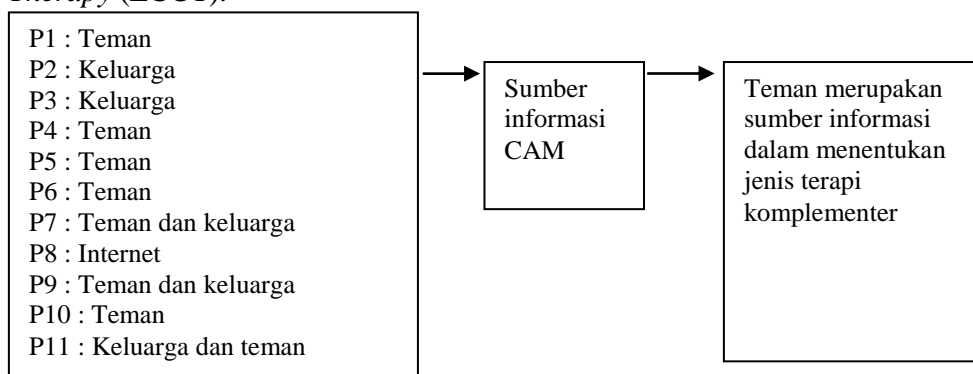 Therapy (ECCT).
P1 : Teman
P2 : Keluarga
P3 : Keluarga
P4 : Teman
P5 : Teman
P6 : Teman
P7 : Teman dan keluarga
P8 : Internet
P9 : Teman dan keluarga
P10 : Teman
P11 : Keluarga dan teman
Sumber
informasi
CAM
Teman merupakan
sumber informasi
dalam menentukan
jenis terapi
komplementer